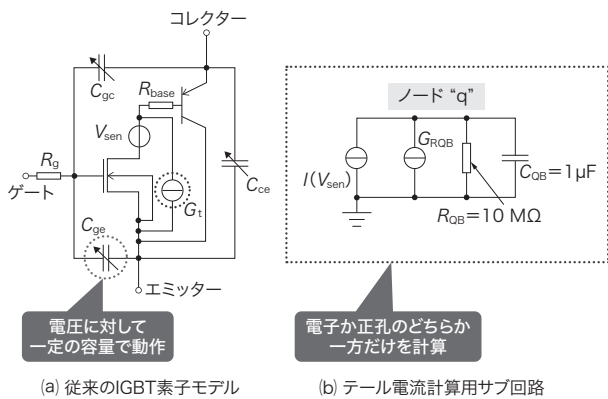 コレクター
Cgc
Rbase
Vsen
Rg
ゲート
Gt
Cce
Cge
エミッター
電圧に対して
一定の容量で動作
(a) 従来のIGBT素子モデル
ノード “q”
I(Vsen)
GRQB
CQB=1μF
RQB=10 MΩ
電子か正孔のどちらか
一方だけを計算
(b) テール電流計算用サブ回路